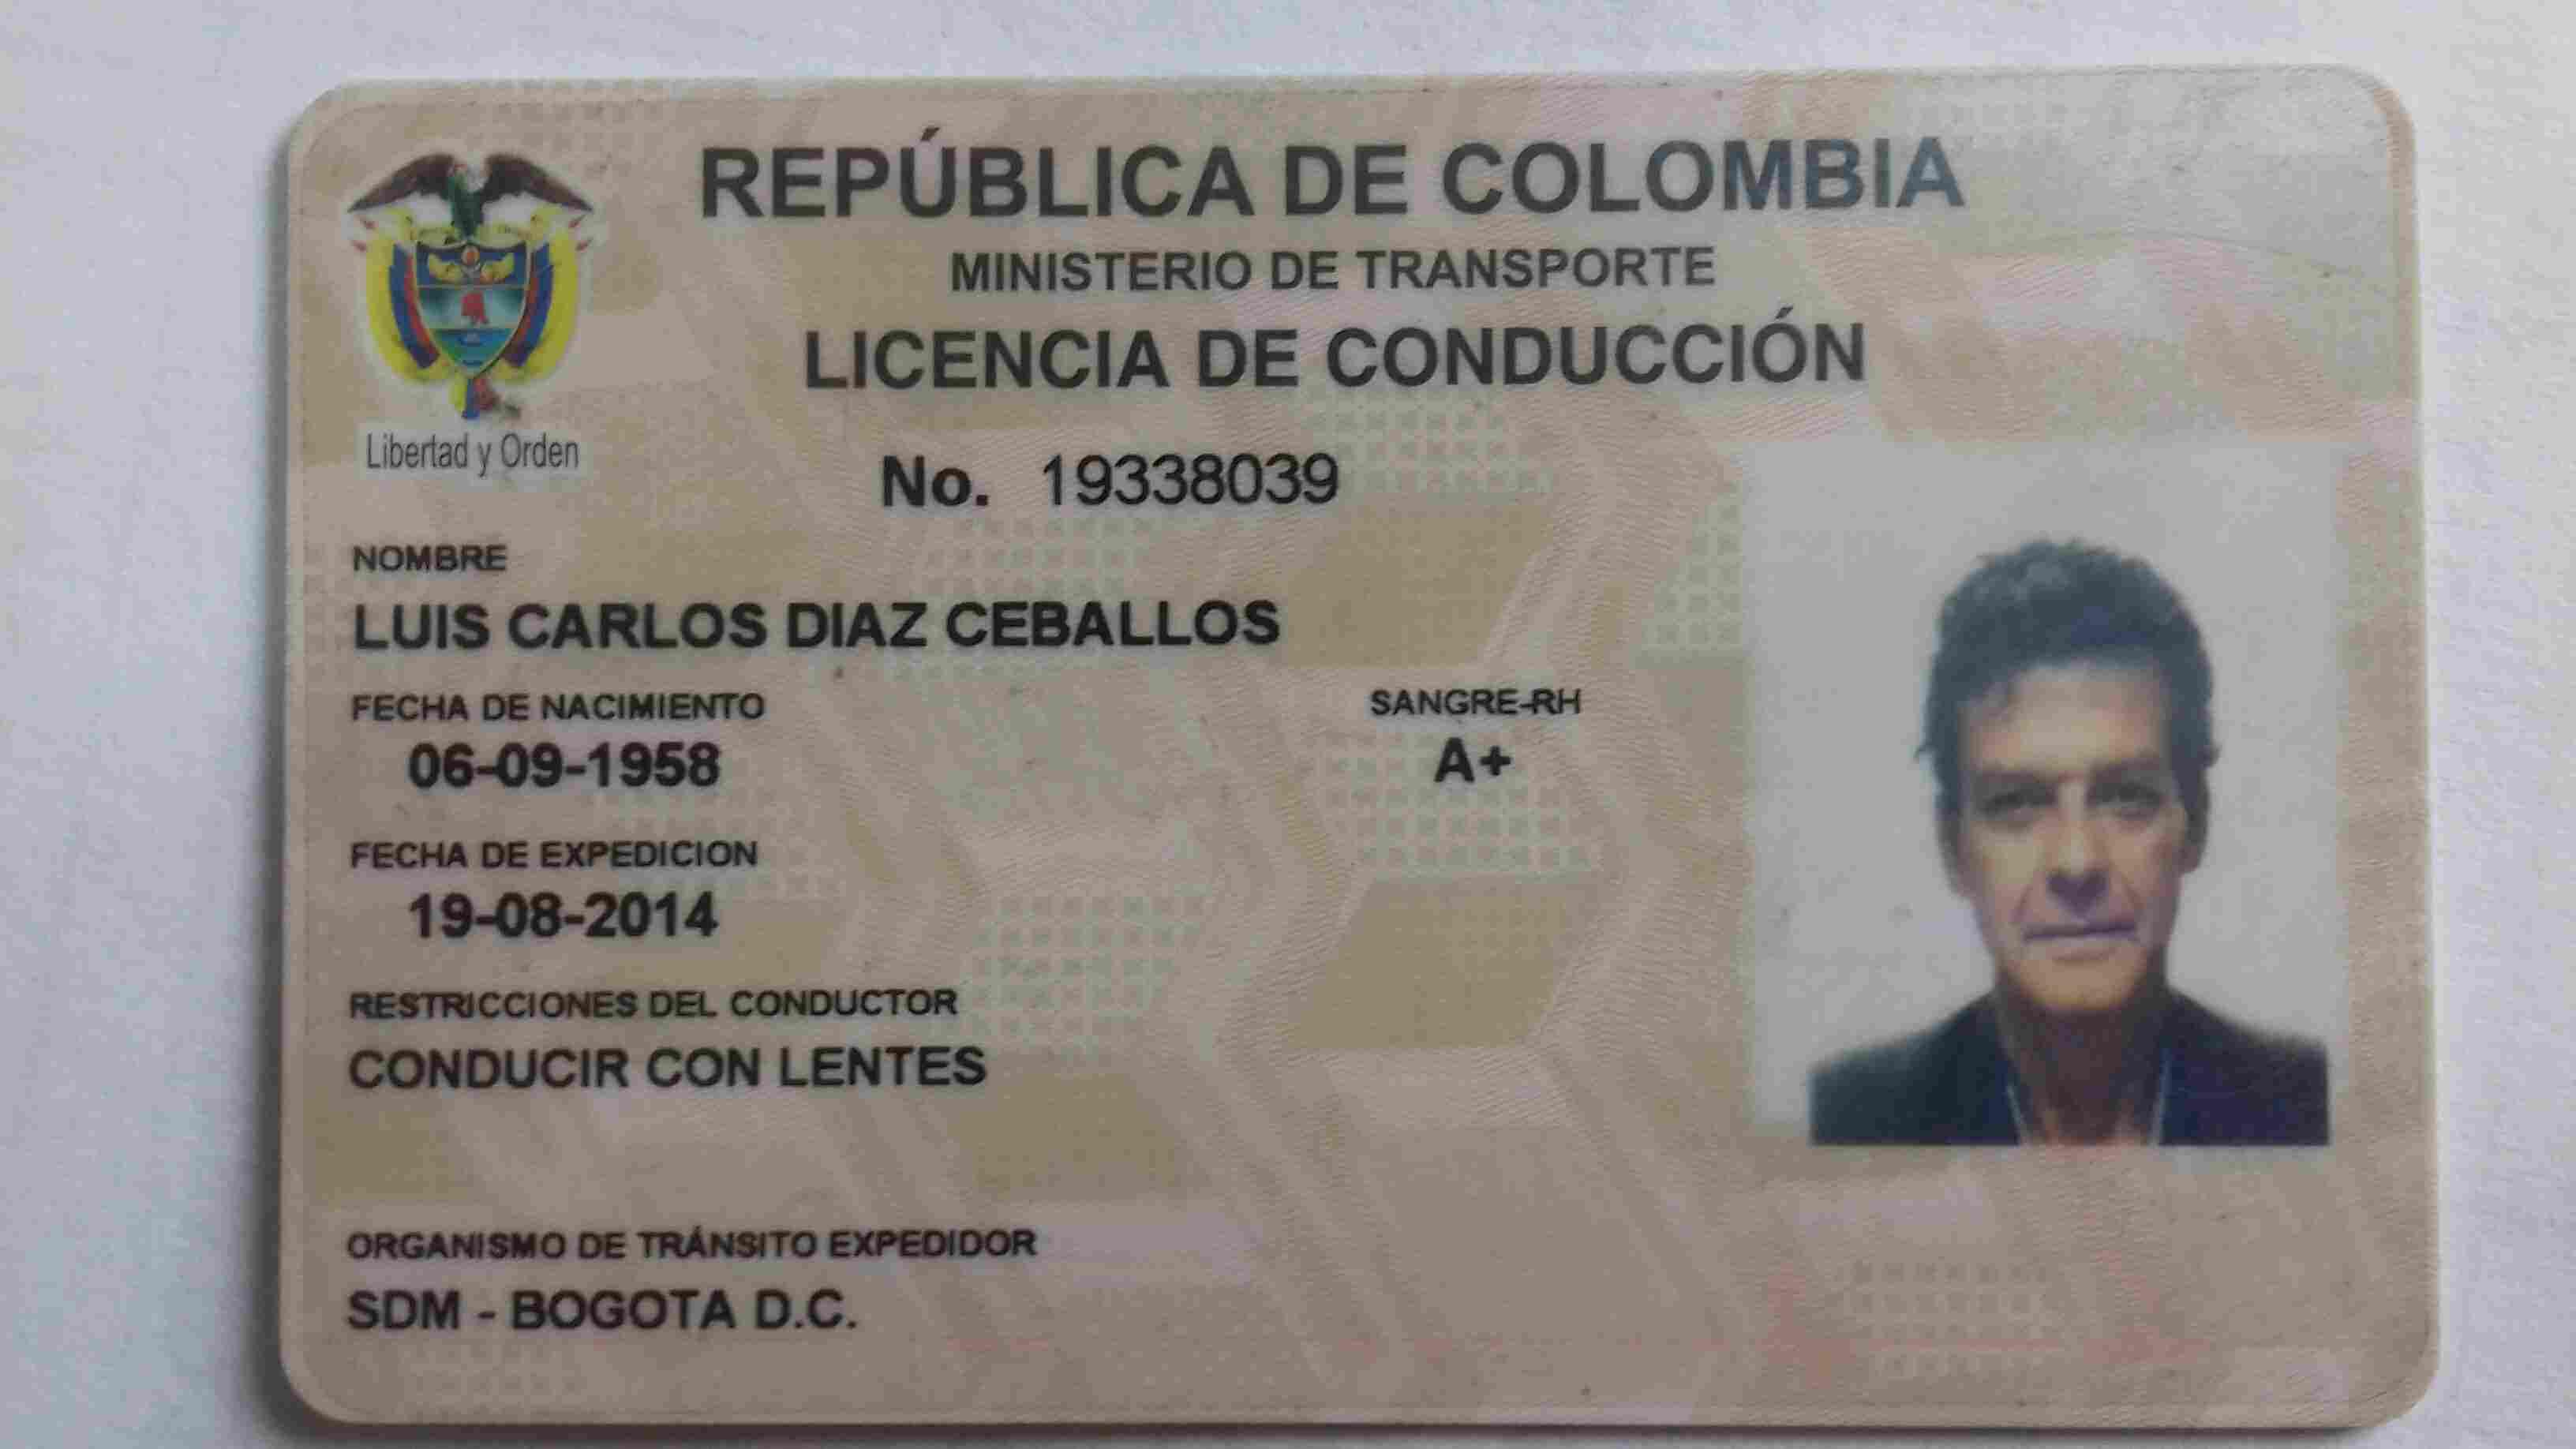 REPÚBLICA DE COLOMBIA
MINISTERIO DE TRANSPORTE
LICENCIA DE CONDUCCIÓN
Libertad y Orden
No. 19338039
NOMBRE
LUIS CARLOS DIAZ CEBALLOS
FECHA DE NACIMIENTO SANGRE-RH
06-09-1958 A+
FECHA DE EXPEDICION
19-08-2014
RESTRICCIONES DEL CONDUCTOR
CONDUCIR CON LENTES
ORGANISMO DE TRÁNSITO EXPEDIDOR
SDM - BOGOTA D.C.